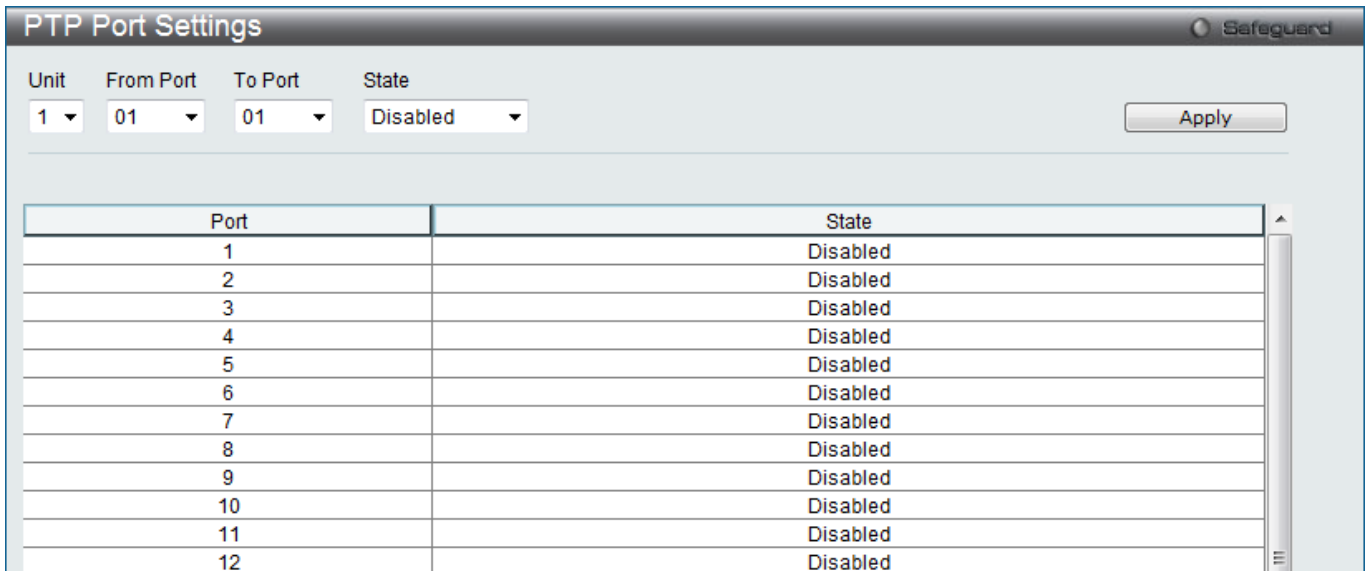 PTP Port Settings
Safeguard
Unit From Port To Port State
1 01 01 Disabled Apply
Port State
1 Disabled
2 Disabled
3 Disabled
4 Disabled
5 Disabled
6 Disabled
7 Disabled
8 Disabled
9 Disabled
10 Disabled
11 Disabled
12 Disabled